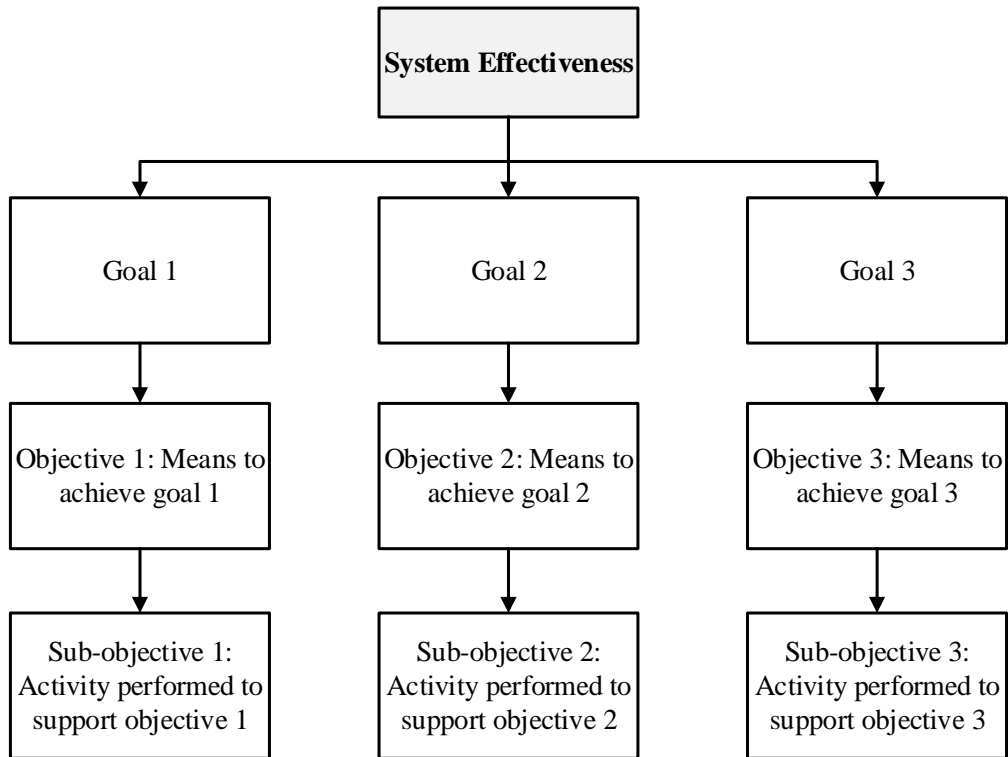 System Effectiveness
Goal 1
Goal 2
Goal 3
Objective 1: Means to
achieve goal 1
Objective 2: Means to
achieve goal 2
Objective 3: Means to
achieve goal 3
Sub-objective 1:
Activity performed to
support objective 1
Sub-objective 2:
Activity performed to
support objective 2
Sub-objective 3:
Activity performed to
support objective 3